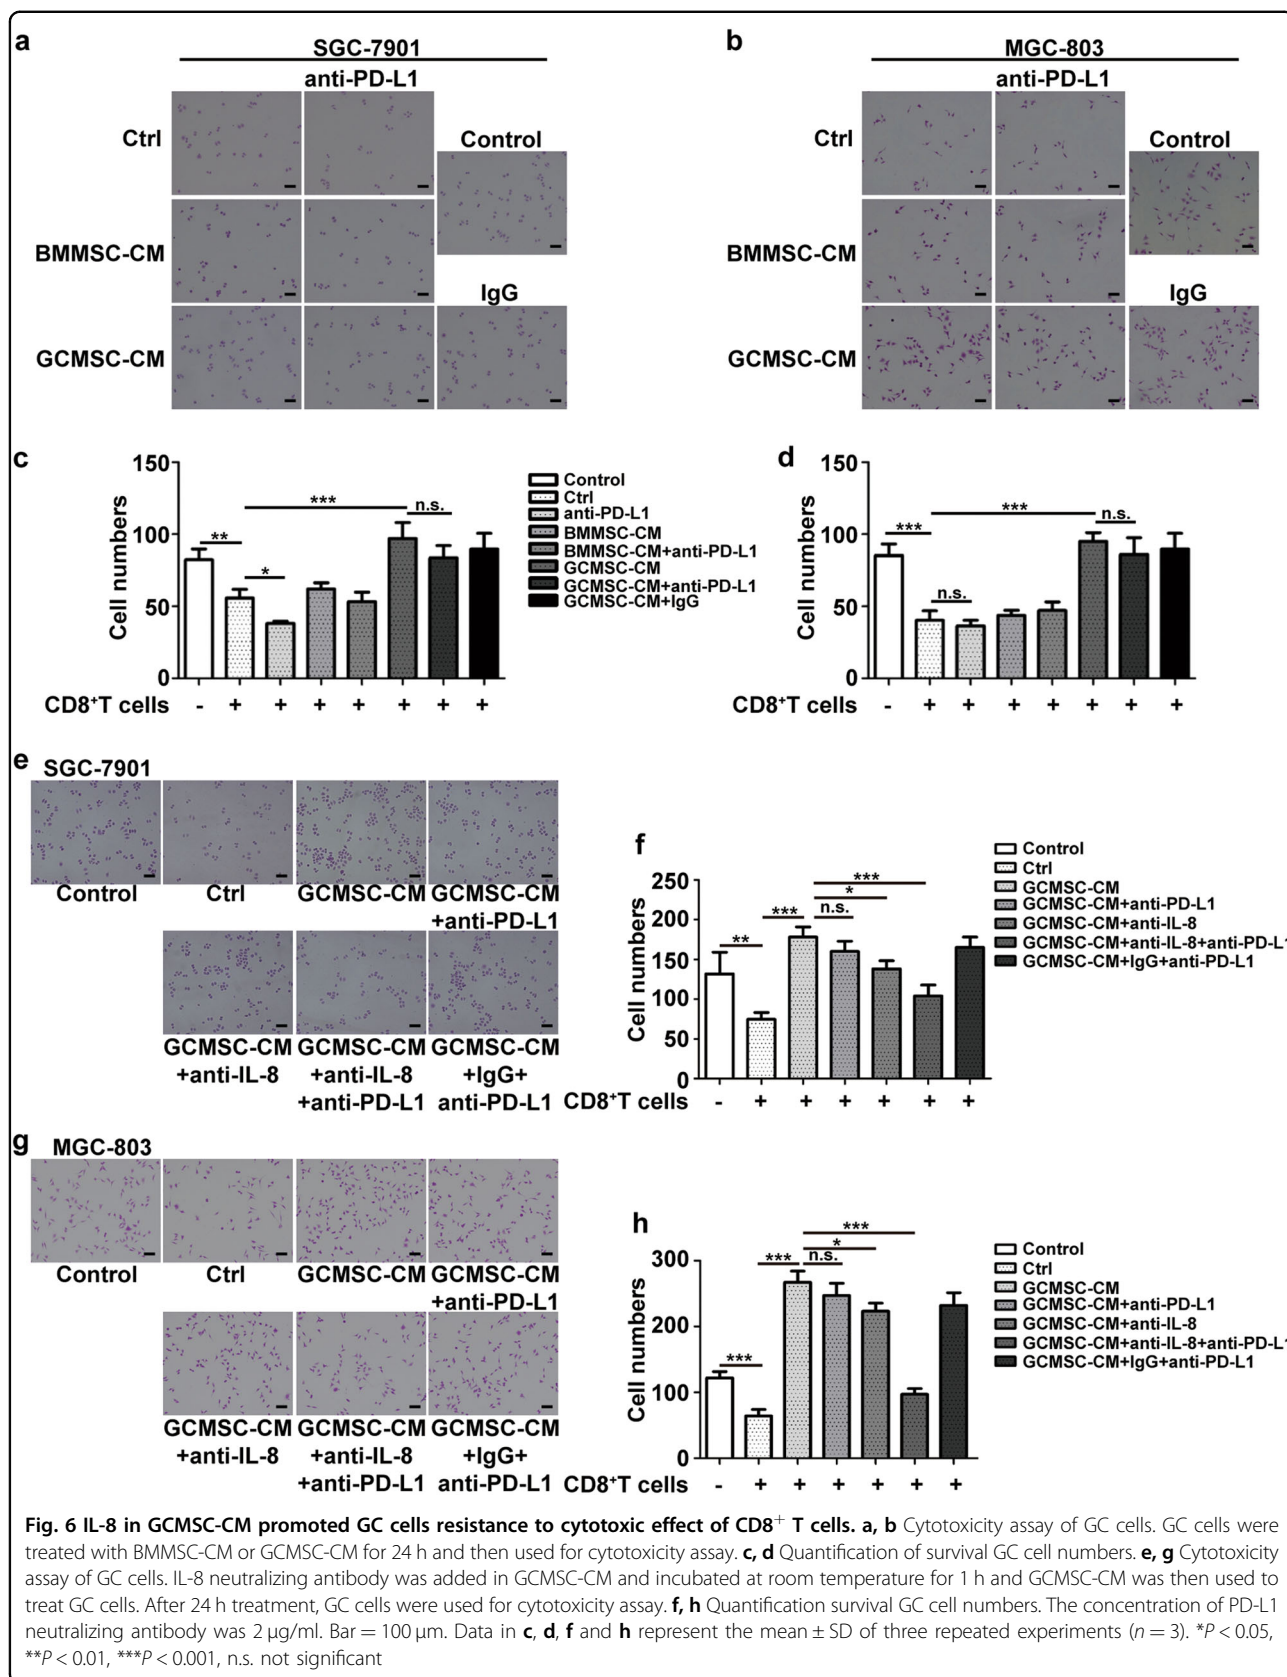 a
SGC-7901
anti-PD-L1
Ctrl
Control
BMMSC-CM
IgG
GCMSC-CM
b
MGC-803
anti-PD-L1
Ctrl
Control
BMMSC-CM
IgG
GCMSC-CM
c
150
100
50
0
Cell numbers
**
*
***
n.s.
CD8+T cells
- + + + + + + +
Control
Ctrl
anti-PD-L1
BMMSC-CM
BMMSC-CM+anti-PD-L1
GCMSC-CM
GCMSC-CM+anti-PD-L1
GCMSC-CM+IgG
d
150
100
50
0
Cell numbers
***
n.s.
***
n.s.
CD8+T cells
- + + + + + + +
e
SGC-7901
Control
Ctrl
GCMSC-CM
GCMSC-CM
+anti-PD-L1
GCMSC-CM
+anti-IL-8
GCMSC-CM
+anti-IL-8
+anti-PD-L1
GCMSC-CM
+IgG+
anti-PD-L1
f
250
200
150
100
50
0
Cell numbers
**
***
n.s.
*
***
CD8+T cells
- + + + + + +
Control
Ctrl
GCMSC-CM
GCMSC-CM+anti-PD-L1
GCMSC-CM+anti-IL-8
GCMSC-CM+anti-IL-8+anti-PD-L1
GCMSC-CM+IgG+anti-PD-L1
g
MGC-803
Control
Ctrl
GCMSC-CM
GCMSC-CM
+anti-PD-L1
GCMSC-CM
+anti-IL-8
GCMSC-CM
+anti-IL-8
+anti-PD-L1
GCMSC-CM
+IgG+
anti-PD-L1
h
300
200
100
0
Cell numbers
***
***
n.s.
*
***
CD8+T cells
- + + + + + +
Control
Ctrl
GCMSC-CM
GCMSC-CM+anti-PD-L1
GCMSC-CM+anti-IL-8
GCMSC-CM+anti-IL-8+anti-PD-L1
GCMSC-CM+IgG+anti-PD-L1
Fig. 6 IL-8 in GCMSC-CM promoted GC cells resistance to cytotoxic effect of CD8+ T cells. a, b Cytotoxicity assay of GC cells. GC cells were
treated with BMMSC-CM or GCMSC-CM for 24 h and then used for cytotoxicity assay. c, d Quantification of survival GC cell numbers. e, g Cytotoxicity
assay of GC cells. IL-8 neutralizing antibody was added in GCMSC-CM and incubated at room temperature for 1 h and GCMSC-CM was then used to
treat GC cells. After 24 h treatment, GC cells were used for cytotoxicity assay. f, h Quantification survival GC cell numbers. The concentration of PD-L1
neutralizing antibody was 2 µg/ml. Bar = 100 µm. Data in c, d, f and h represent the mean ± SD of three repeated experiments (n = 3). *P < 0.05,
**P < 0.01, ***P < 0.001, n.s. not significant